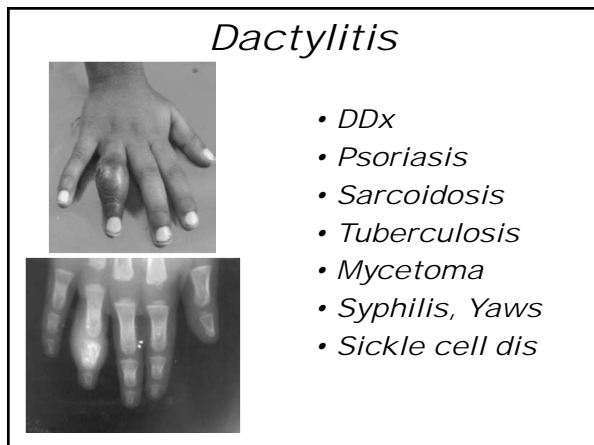 Dactylitis
• DDx
• Psoriasis
• Sarcoidosis
• Tuberculosis
• Mycetoma
• Syphilis, Yaws
• Sickle cell dis